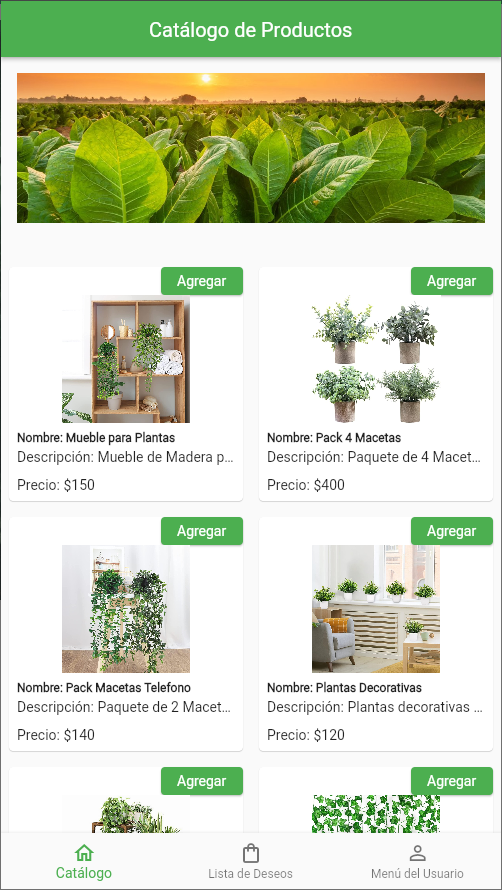 Catálogo de Productos
Agregar
Agregar
Nombre: Mueble para Plantas
Descripción: Mueble de Madera p...
Precio: $150
Nombre: Pack 4 Macetas
Descripción: Paquete de 4 Macet...
Precio: $400
Agregar
Agregar
Nombre: Pack Macetas Telefono
Descripción: Paquete de 2 Macet...
Precio: $140
Nombre: Plantas Decorativas
Descripción: Plantas decorativas ...
Precio: $120
Agregar
Agregar
Catálogo
Lista de Deseos
Menú del Usuario